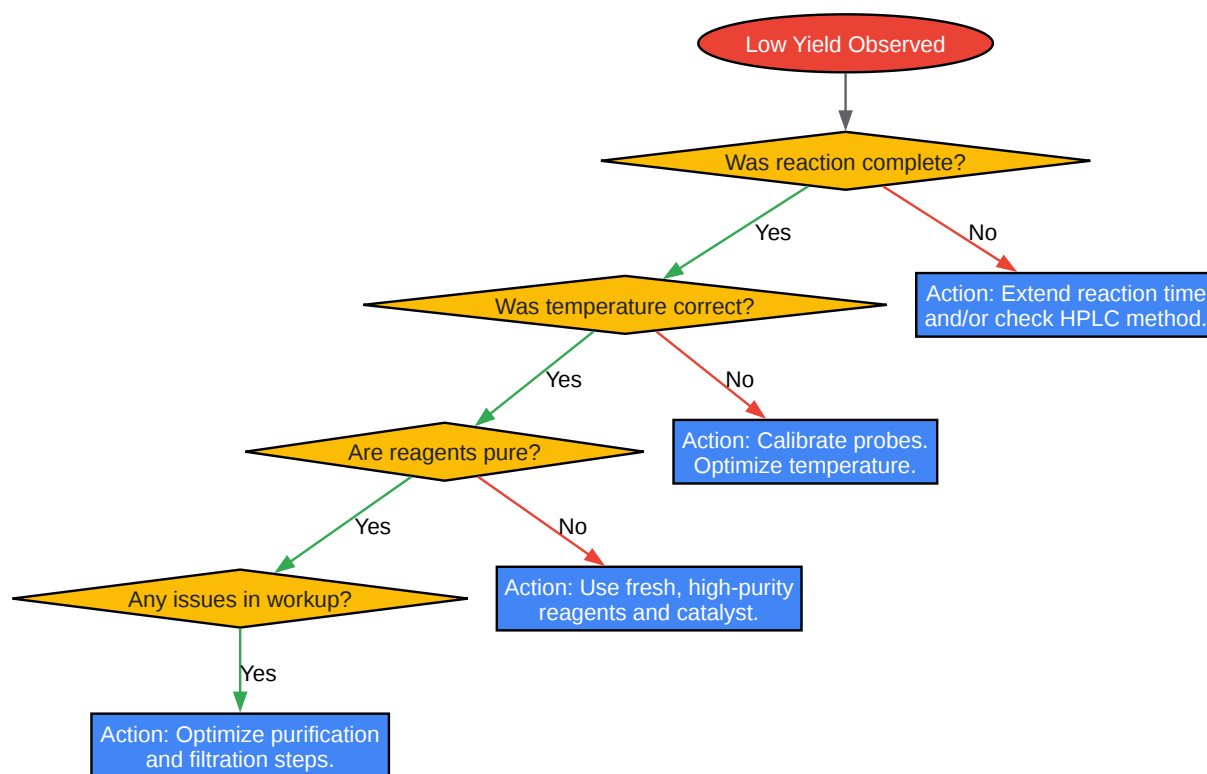 Low Yield Observed
Was reaction complete?
Yes
No
Action: Extend reaction time
and/or check HPLC method.
Was temperature correct?
Yes
No
Action: Calibrate probes.
Optimize temperature.
Are reagents pure?
Yes
No
Action: Use fresh, high-purity
reagents and catalyst.
Any issues in workup?
Yes
Action: Optimize purification
and filtration steps.